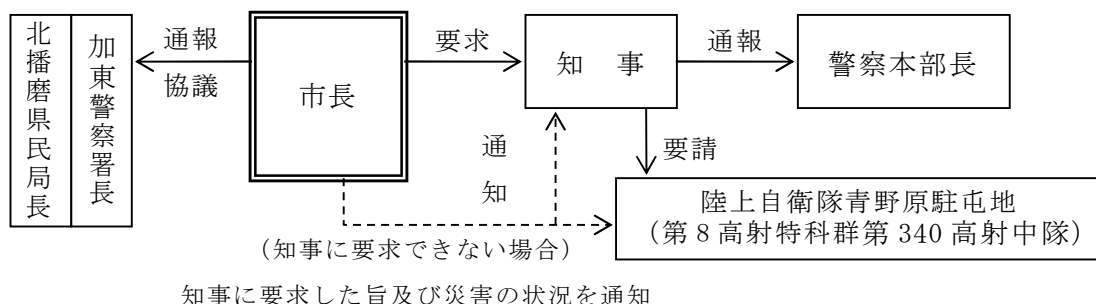 北播磨県民局長
加東警察署長
通報
協議
市長
要求
知　事
通報
警察本部長
通知
要請
陸上自衛隊青野原駐屯地
（第８高射特科群第 340 高射中隊）
（知事に要求できない場合）
知事に要求した旨及び災害の状況を通知